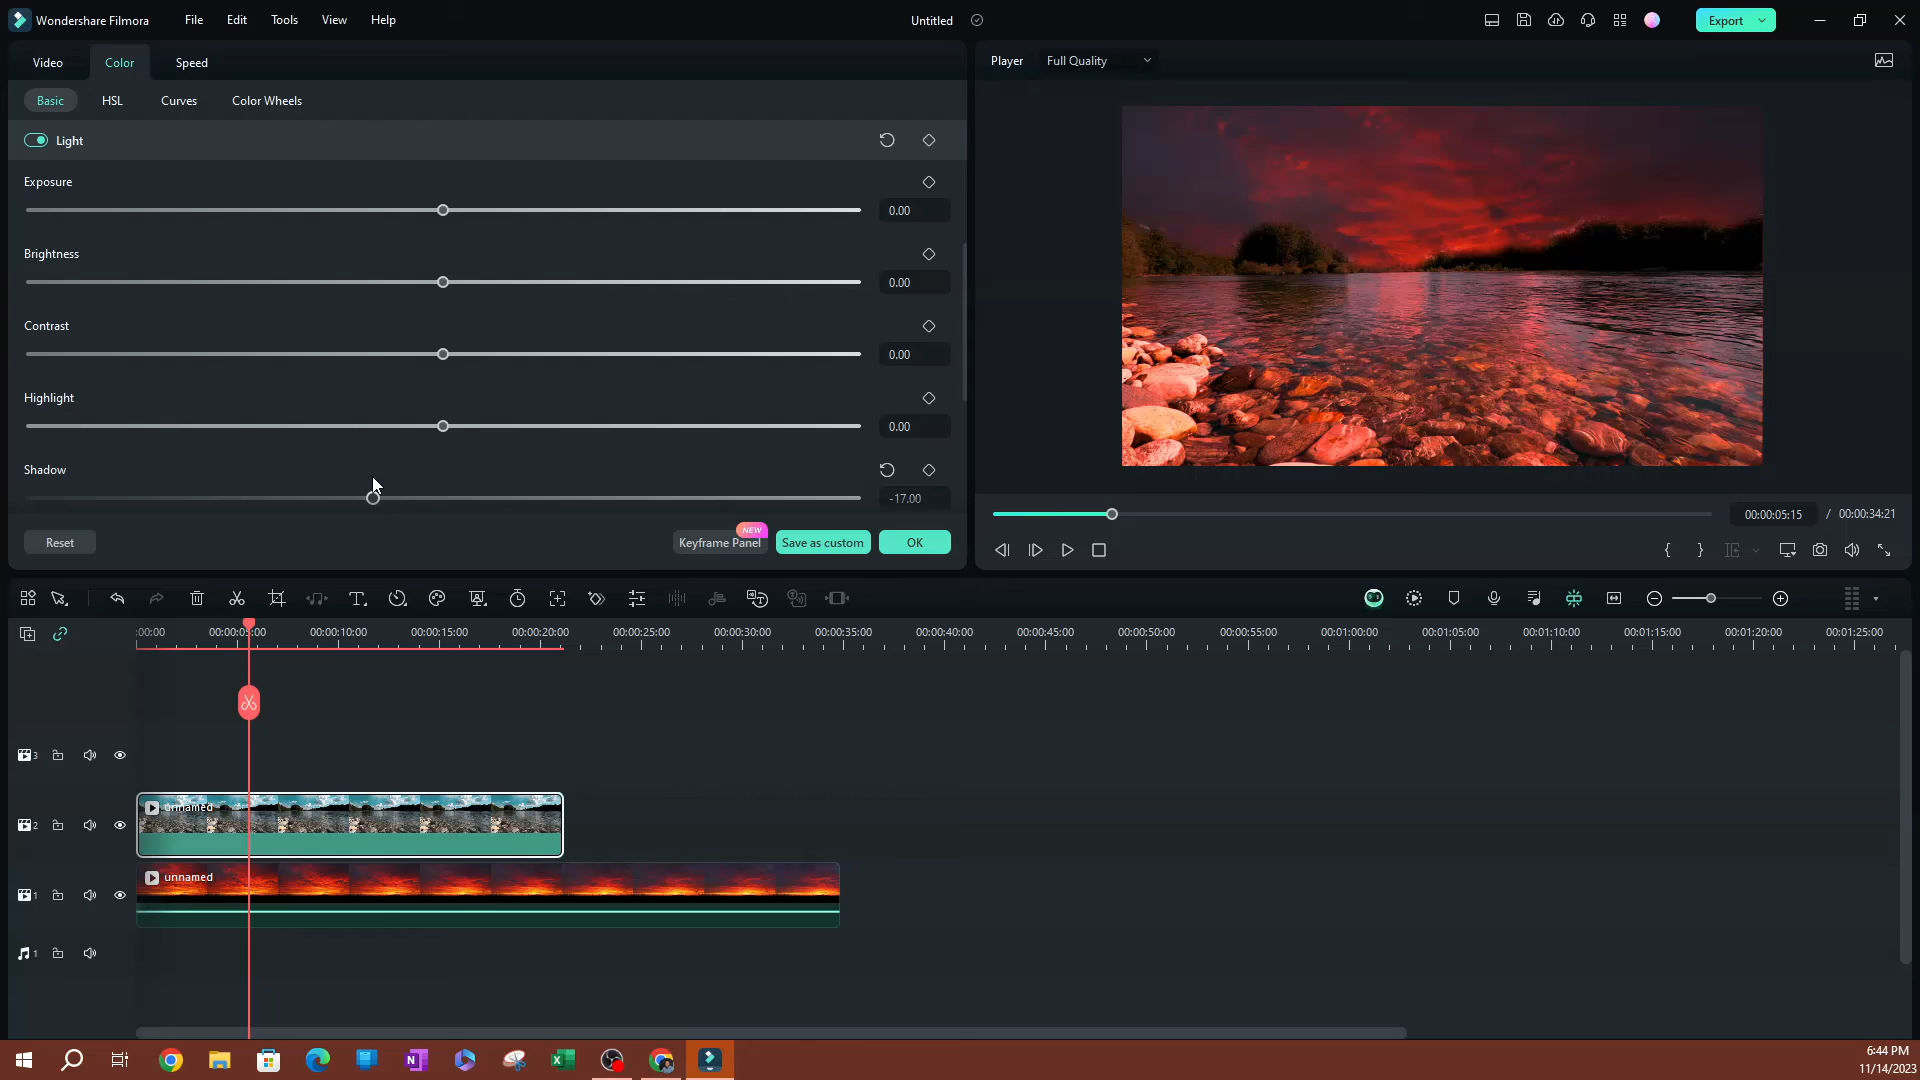 Wondershare Filmora File Edit Tools View Help Untitled Export
Video Color Speed
Basic HSL Curves Color Wheels
Light
Exposure
0.00
Brightness
0.00
Contrast
0.00
Highlight
0.00
Shadow
-17.00
Reset NEW Keyframe Panel Save as custom OK
Player Full Quality
00:00:05:15 / 00:00:34:21
:00:00 00:00:05:00 00:00:10:00 00:00:15:00 00:00:20:00 00:00:25:00 00:00:30:00 00:00:35:00 00:00:40:00 00:00:45:00 00:00:50:00 00:00:55:00 00:01:00:00 00:01:05:00 00:01:10:00 00:01:15:00 00:01:20:00 00:01:25:00
3
unnamed
2
unnamed
1
1
6:44 PM
11/14/2023